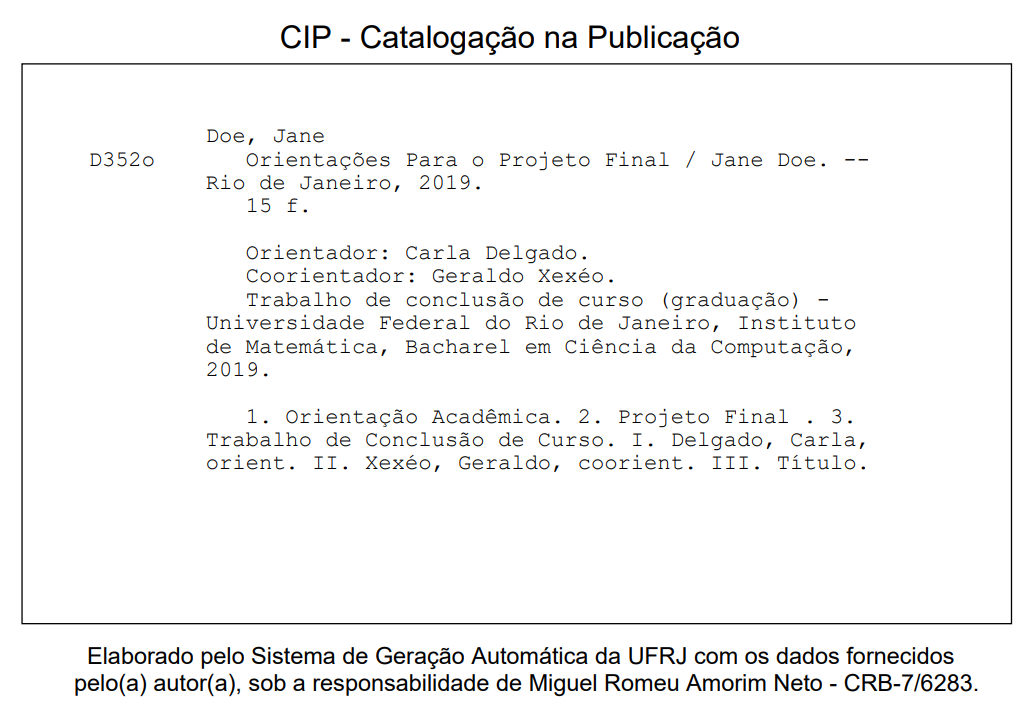 CIP - Catalogação na Publicação
Doe, Jane
D352o Orientações Para o Projeto Final / Jane Doe. --
Rio de Janeiro, 2019.
15 f.
Orientador: Carla Delgado.
Coorientador: Geraldo Xexéo.
Trabalho de conclusão de curso (graduação) -
Universidade Federal do Rio de Janeiro, Instituto
de Matemática, Bacharel em Ciência da Computação,
2019.
1. Orientação Acadêmica. 2. Projeto Final . 3.
Trabalho de Conclusão de Curso. I. Delgado, Carla,
orient. II. Xexéo, Geraldo, coorient. III. Título.
Elaborado pelo Sistema de Geração Automática da UFRJ com os dados fornecidos
pelo(a) autor(a), sob a responsabilidade de Miguel Romeu Amorim Neto - CRB-7/6283.